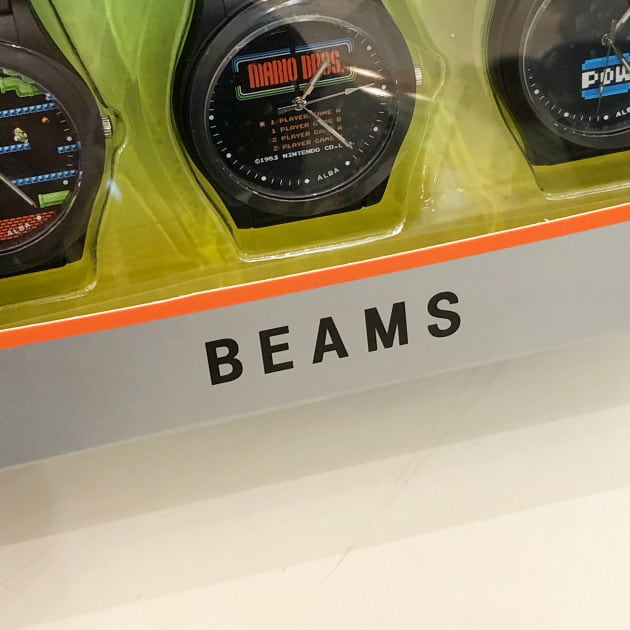 MARIO BROS.
1 PLAYER GAME A
1 PLAYER GAME B
2 PLAYER GAME A
2 PLAYER GAME
©1983 NINTENDO CO.,L
ALBA
ALBA
POW
ALB
BEAMS